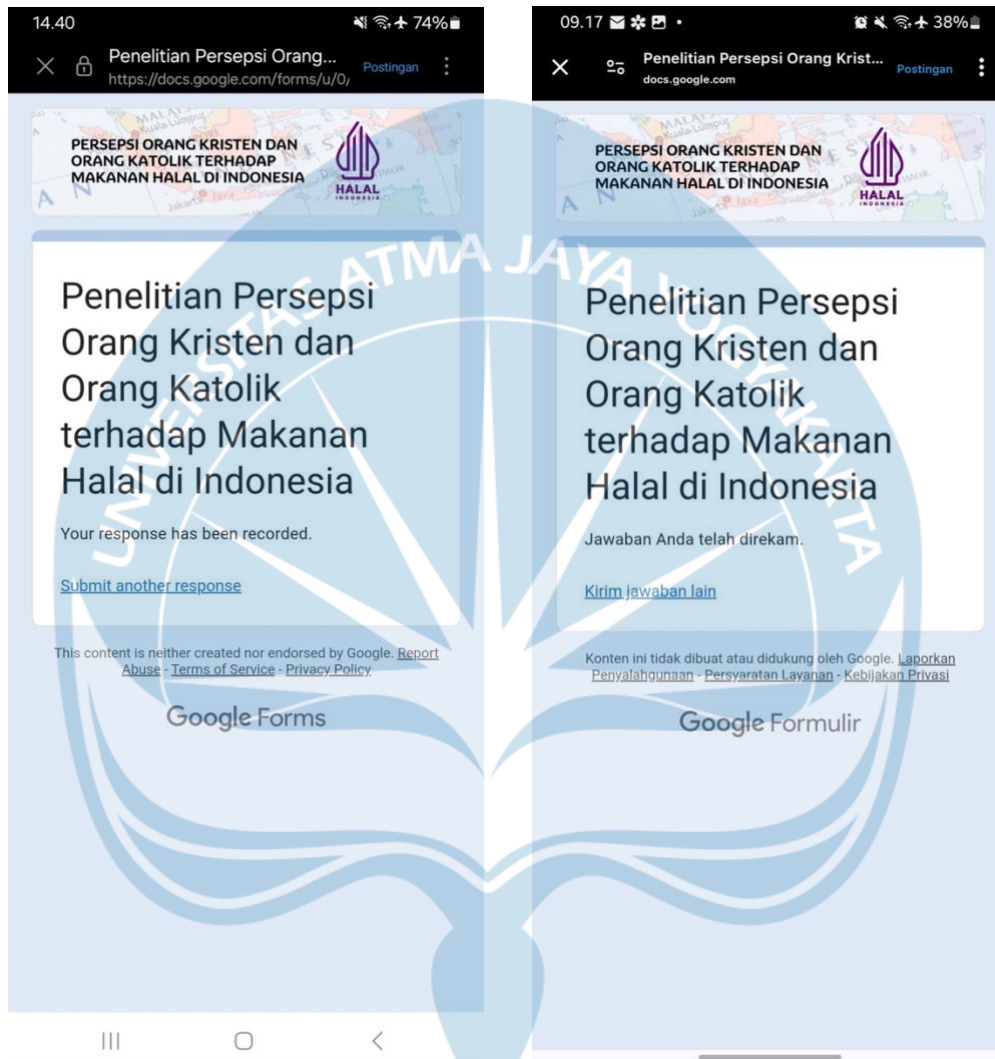 14.40
74%
Penelitian Persepsi Orang...
https://docs.google.com/forms/u/0/
Postingan
PERSEPSI ORANG KRISTEN DAN
ORANG KATOLIK TERHADAP
MAKANAN HALAL DI INDONESIA
HALAL
INDONESIA
Penelitian Persepsi
Orang Kristen dan
Orang Katolik
terhadap Makanan
Halal di Indonesia
Your response has been recorded.
Submit another response
This content is neither created nor endorsed by Google. Report
Abuse - Terms of Service - Privacy Policy
Google Forms
09.17
38%
Penelitian Persepsi Orang Krist...
docs.google.com
Postingan
PERSEPSI ORANG KRISTEN DAN
ORANG KATOLIK TERHADAP
MAKANAN HALAL DI INDONESIA
HALAL
INDONESIA
Penelitian Persepsi
Orang Kristen dan
Orang Katolik
terhadap Makanan
Halal di Indonesia
Jawaban Anda telah direkam.
Kirim jawaban lain
Konten ini tidak dibuat atau didukung oleh Google. Laporkan
Penyalahgunaan - Persyaratan Layanan - Kebijakan Privasi
Google Formulir
UNIVERSITAS ATMA JAYA YOGYAKARTA